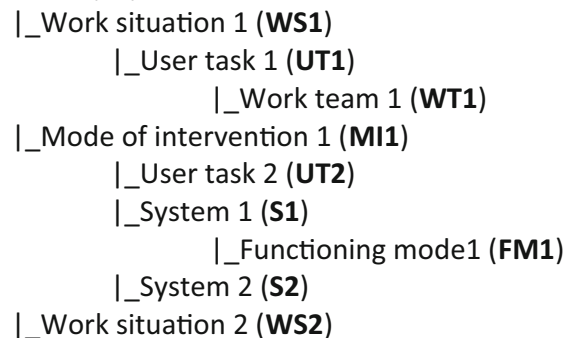 |_Work situation 1 (WS1)
|_User task 1 (UT1)
|_Work team 1 (WT1)
|_Mode of intervention 1 (MI1)
|_User task 2 (UT2)
|_System 1 (S1)
|_Functioning mode1 (FM1)
|_System 2 (S2)
|_Work situation 2 (WS2)